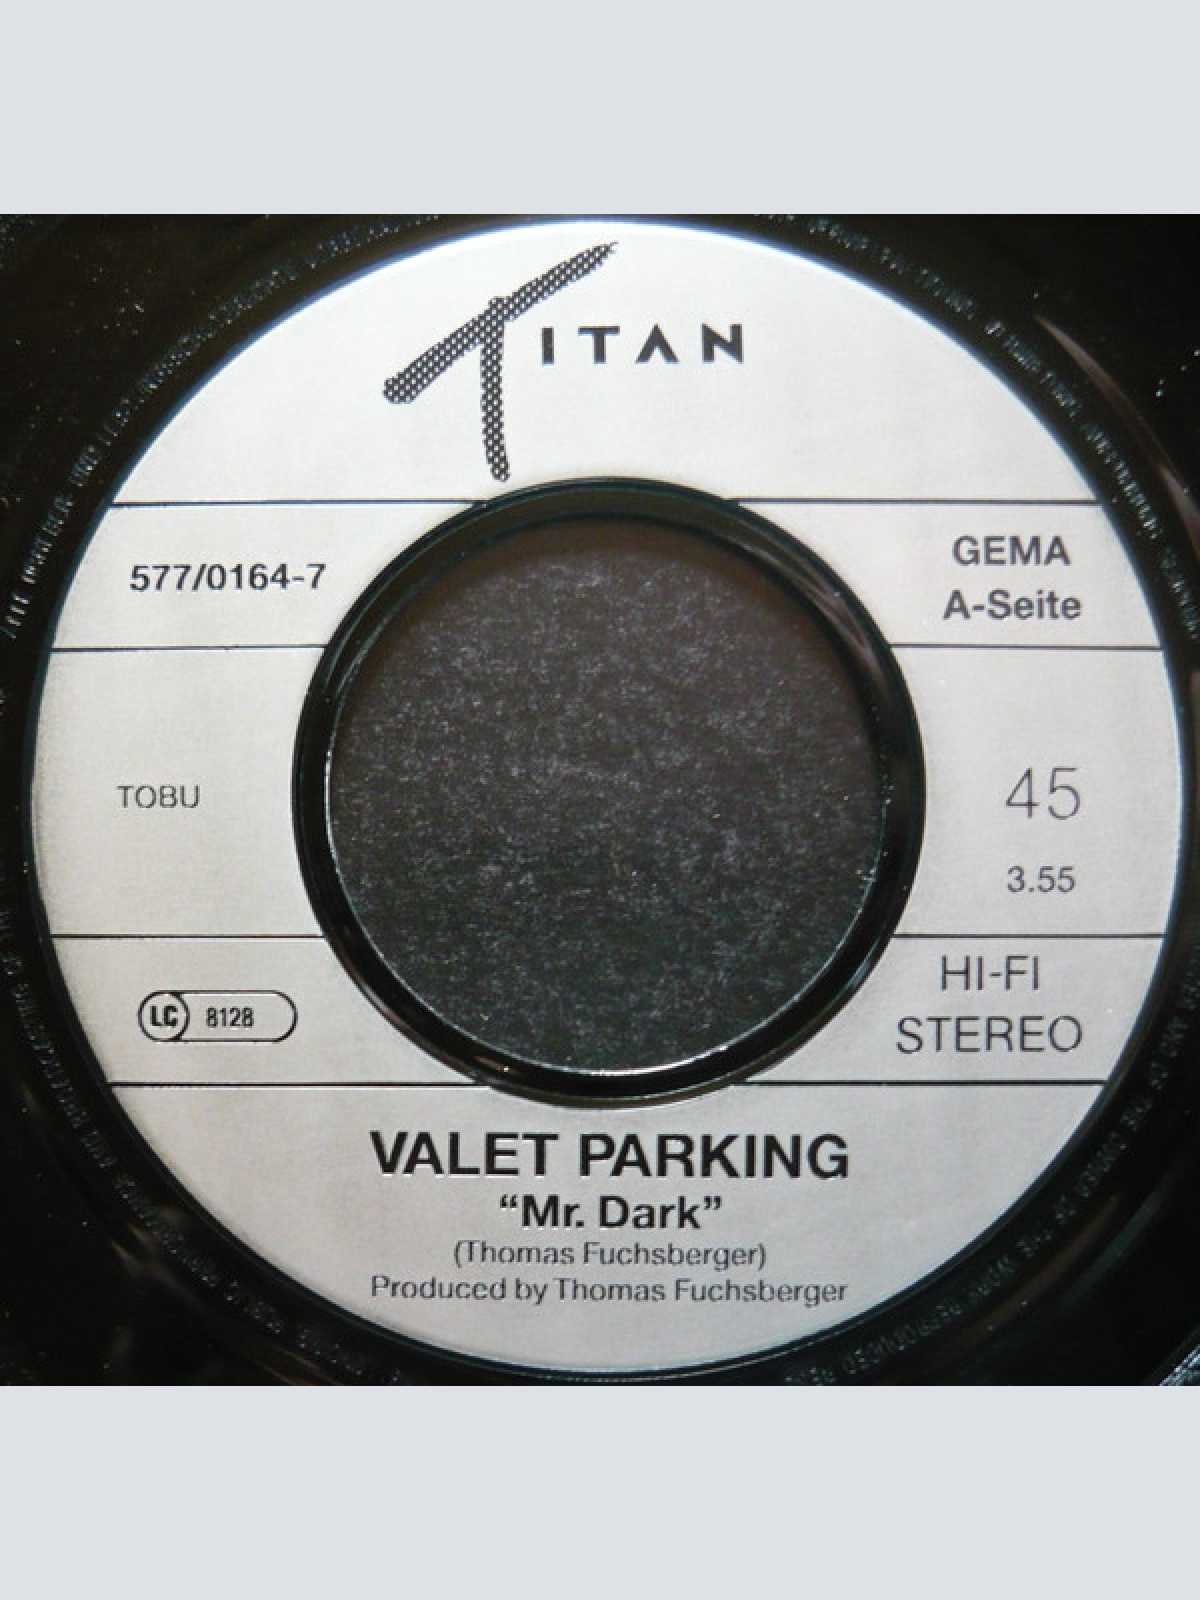 TITAN
577/0164-7
GEMA
A-Seite
TOBU
45
3.55
LC 8128
HI-FI
STEREO
VALET PARKING
“Mr. Dark”
(Thomas Fuchsberger)
Produced by Thomas Fuchsberger